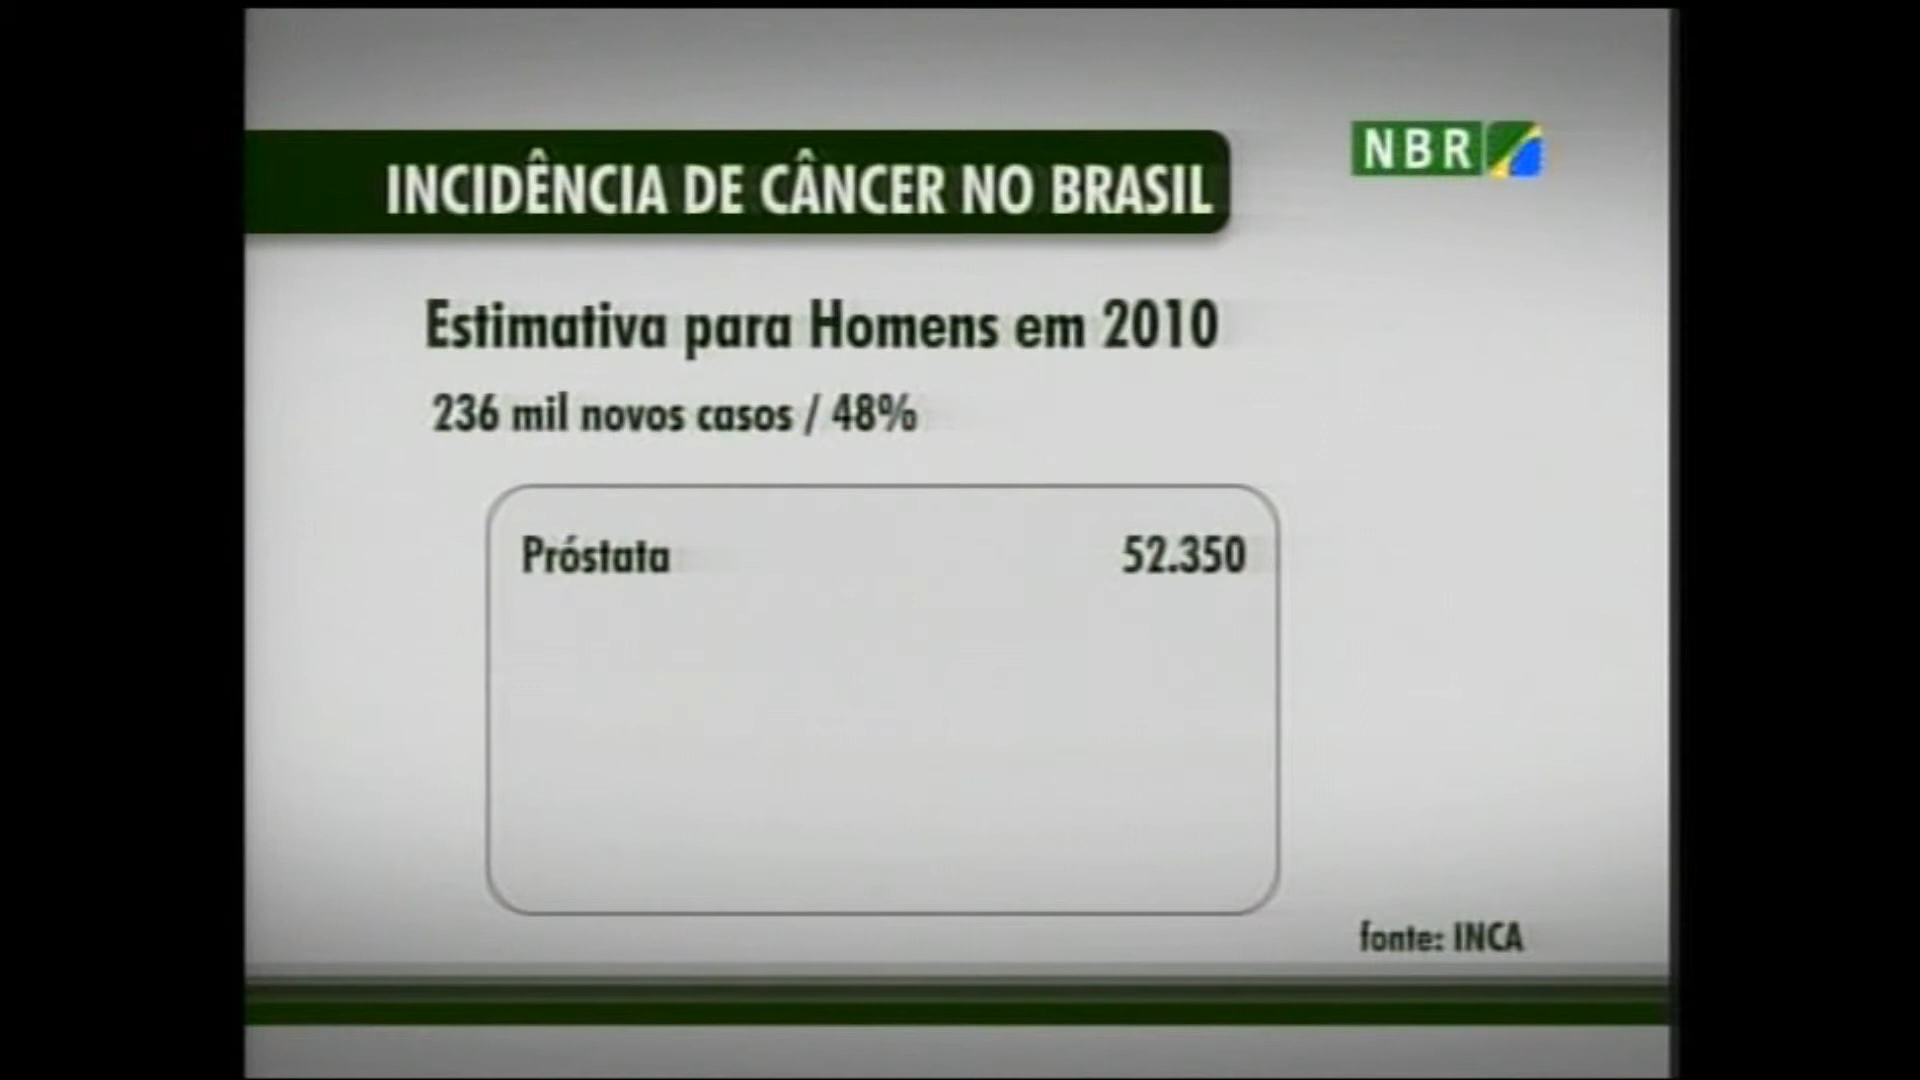 NBR
INCIDÊNCIA DE CÂNCER NO BRASIL
Estimativa para Homens em 2010
236 mil novos casos / 48%
Próstata 52.350
fonte: INCA